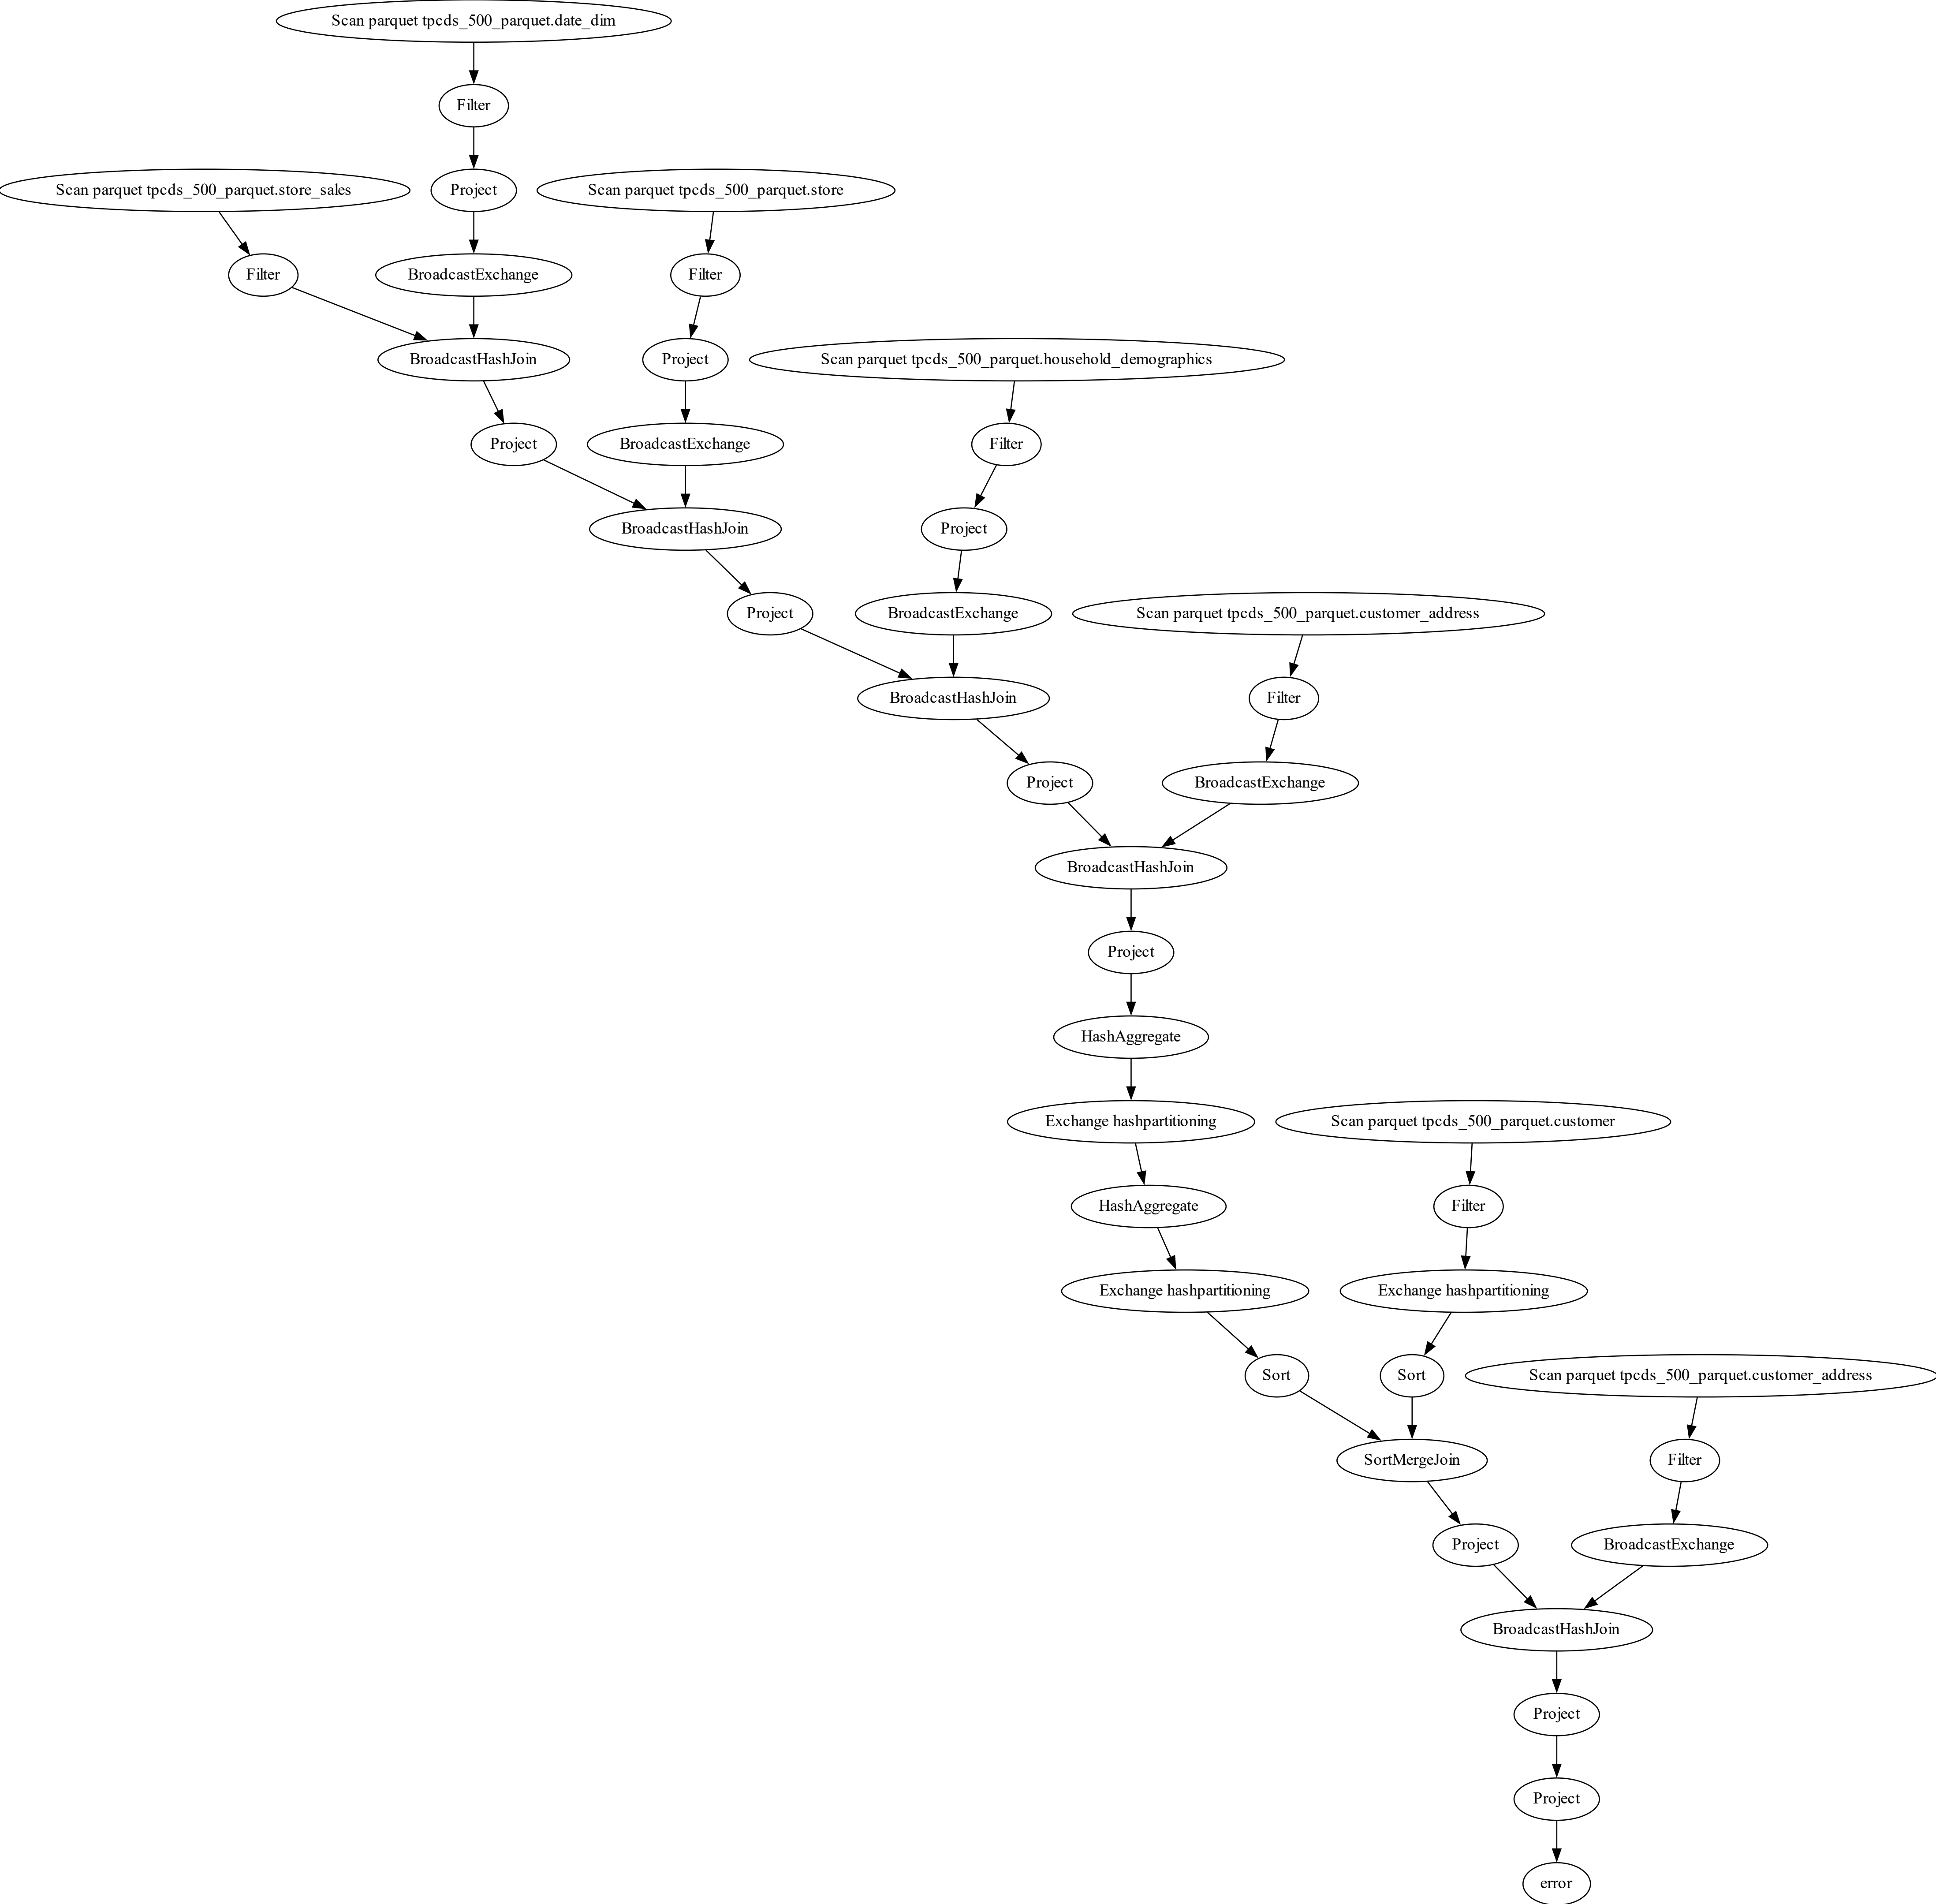 Scan parquet tpcds_500_parquet.date_dim
Filter
Scan parquet tpcds_500_parquet.store_sales
Project
Scan parquet tpcds_500_parquet.store
Filter
BroadcastExchange
Filter
BroadcastHashJoin
Project
Scan parquet tpcds_500_parquet.household_demographics
Project
BroadcastExchange
Filter
BroadcastHashJoin
Project
Project
BroadcastExchange
Scan parquet tpcds_500_parquet.customer_address
BroadcastHashJoin
Filter
Project
BroadcastExchange
BroadcastHashJoin
Project
HashAggregate
Exchange hashpartitioning
Scan parquet tpcds_500_parquet.customer
HashAggregate
Filter
Exchange hashpartitioning
Exchange hashpartitioning
Sort
Sort
Scan parquet tpcds_500_parquet.customer_address
SortMergeJoin
Filter
Project
BroadcastExchange
BroadcastHashJoin
Project
Project
error